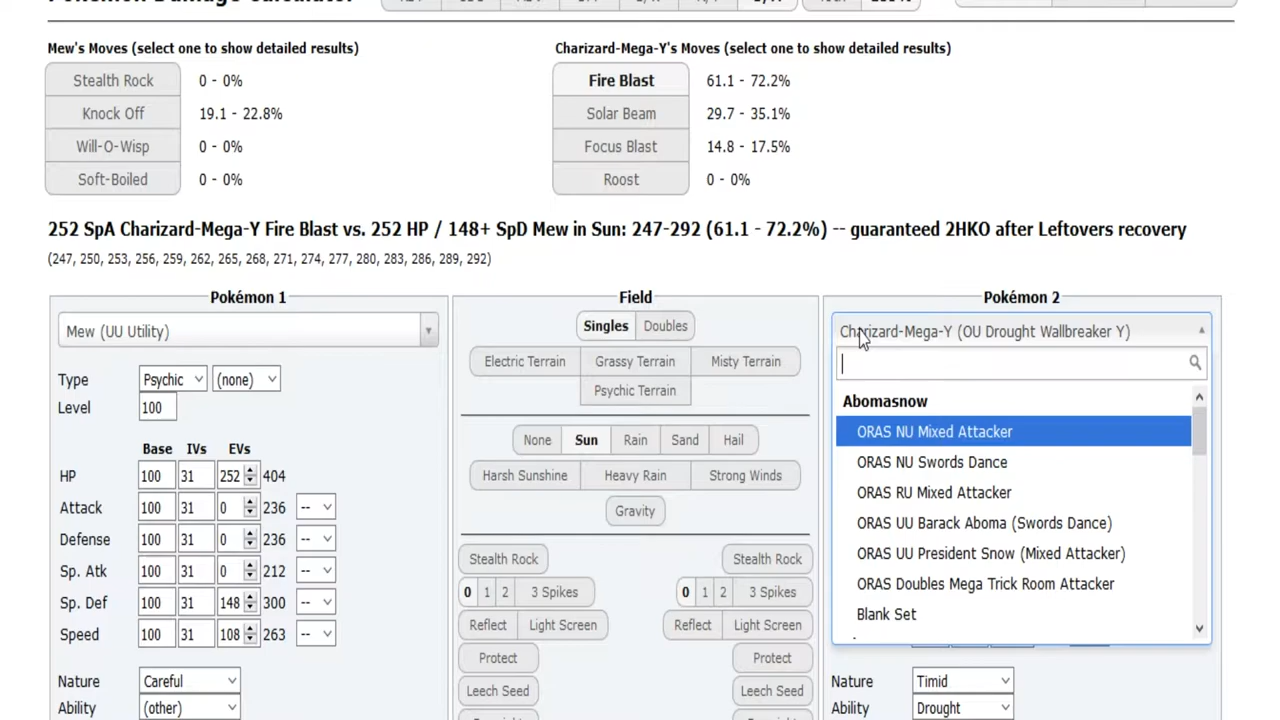 Pokémon Damage Calculator
100%
Mew's Moves (select one to show detailed results)
Stealth Rock 0 - 0%
Knock Off 19.1 - 22.8%
Will-O-Wisp 0 - 0%
Soft-Boiled 0 - 0%
Charizard-Mega-Y's Moves (select one to show detailed results)
Fire Blast 61.1 - 72.2%
Solar Beam 29.7 - 35.1%
Focus Blast 14.8 - 17.5%
Roost 0 - 0%
252 SpA Charizard-Mega-Y Fire Blast vs. 252 HP / 148+ SpD Mew in Sun: 247-292 (61.1 - 72.2%) -- guaranteed 2HKO after Leftovers recovery
(247, 250, 253, 256, 259, 262, 265, 268, 271, 274, 277, 280, 283, 286, 289, 292)
Pokémon 1
Mew (UU Utility)
Type Psychic (none)
Level 100
Base IVs EVs
HP 100 31 252 404
Attack 100 31 0 236 --
Defense 100 31 0 236 --
Sp. Atk 100 31 0 212 --
Sp. Def 100 31 148 300 --
Speed 100 31 108 263 --
Nature Careful
Ability (other)
Field
Singles Doubles
Electric Terrain Grassy Terrain Misty Terrain
Psychic Terrain
None Sun Rain Sand Hail
Harsh Sunshine Heavy Rain Strong Winds
Gravity
Stealth Rock Stealth Rock
0 1 2 3 Spikes 0 1 2 3 Spikes
Reflect Light Screen Reflect Light Screen
Protect Protect
Leech Seed Leech Seed
Pokémon 2
Charizard-Mega-Y (OU Drought Wallbreaker Y)
Abomasnow
ORAS NU Mixed Attacker
ORAS NU Swords Dance
ORAS RU Mixed Attacker
ORAS UU Barack Aboma (Swords Dance)
ORAS UU President Snow (Mixed Attacker)
ORAS Doubles Mega Trick Room Attacker
Blank Set
Nature Timid
Ability Drought